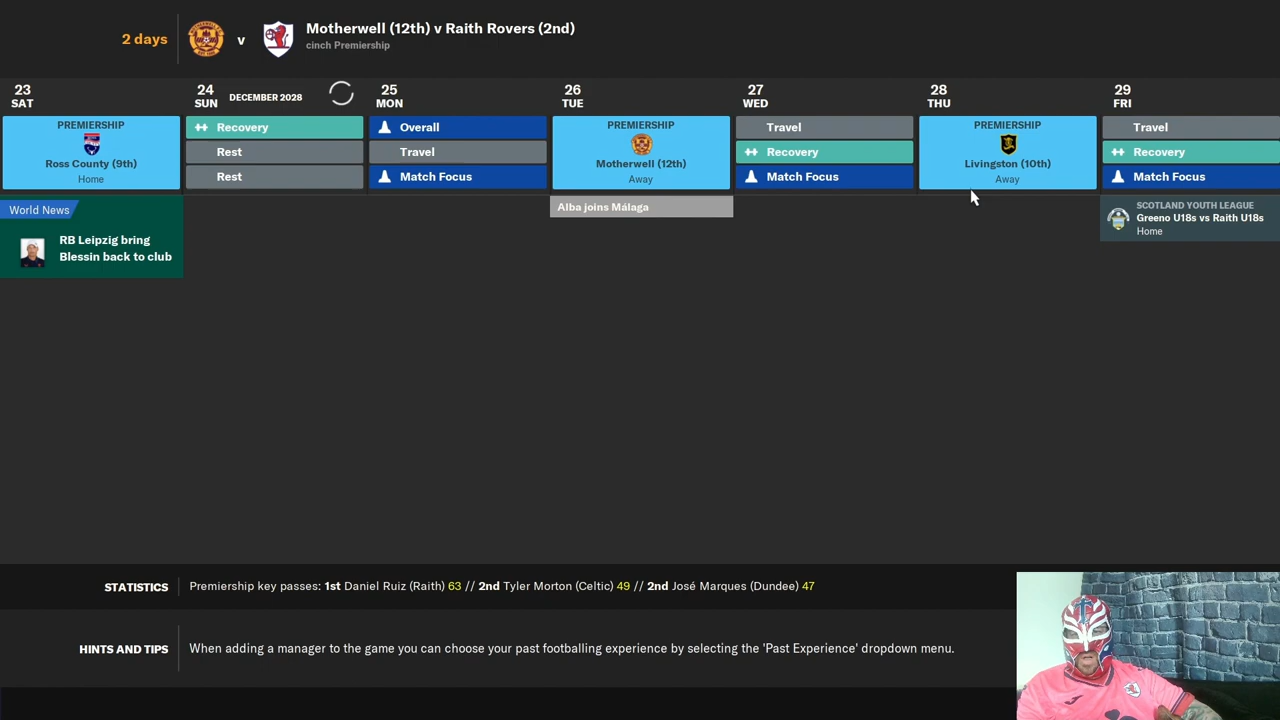 2 days
v
Motherwell (12th) v Raith Rovers (2nd)
cinch Premiership
23
SAT
24
SUN
DECEMBER 2028
25
MON
26
TUE
27
WED
28
THU
29
FRI
PREMIERSHIP
Ross County (9th)
Home
Recovery
Rest
Rest
Overall
Travel
Match Focus
PREMIERSHIP
Motherwell (12th)
Away
Travel
Recovery
Match Focus
PREMIERSHIP
Livingston (10th)
Away
Travel
Recovery
Match Focus
World News
RB Leipzig bring
Blessin back to club
Alba joins Málaga
SCOTLAND YOUTH LEAGUE
Greeno U18s vs Raith U18s
Home
STATISTICS
Premiership key passes: 1st Daniel Ruiz (Raith) 63 // 2nd Tyler Morton (Celtic) 49 // 2nd José Marques (Dundee) 47
HINTS AND TIPS
When adding a manager to the game you can choose your past footballing experience by selecting the 'Past Experience' dropdown menu.